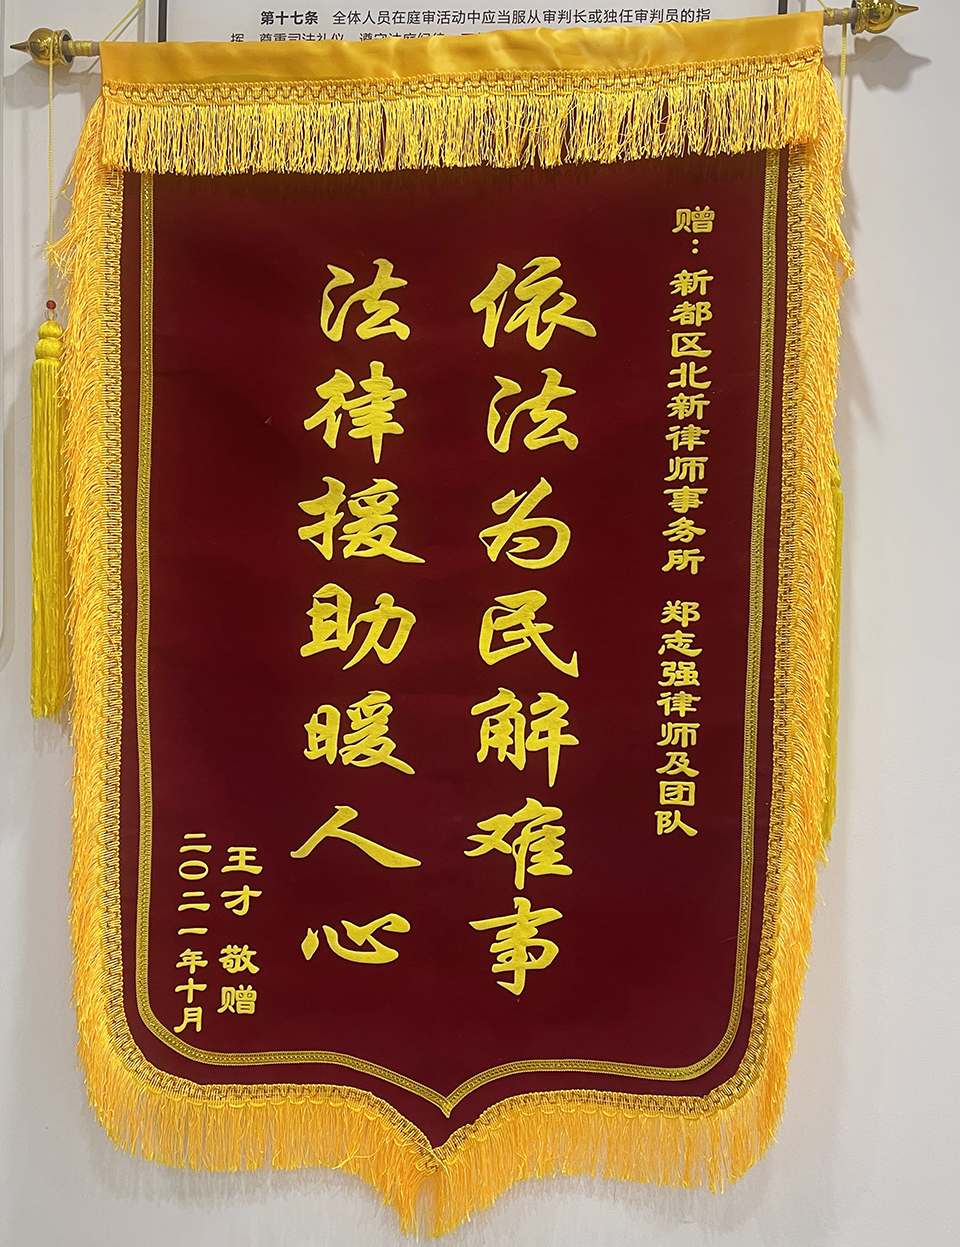 第十七条 全体人员在庭审活动中应当服从审判长或独任审判员的指
赠：新都区北新律师事务所 郑志强律师及团队
依法为民解难事
法律援助暖人心
王才 敬赠
二〇二一年十月